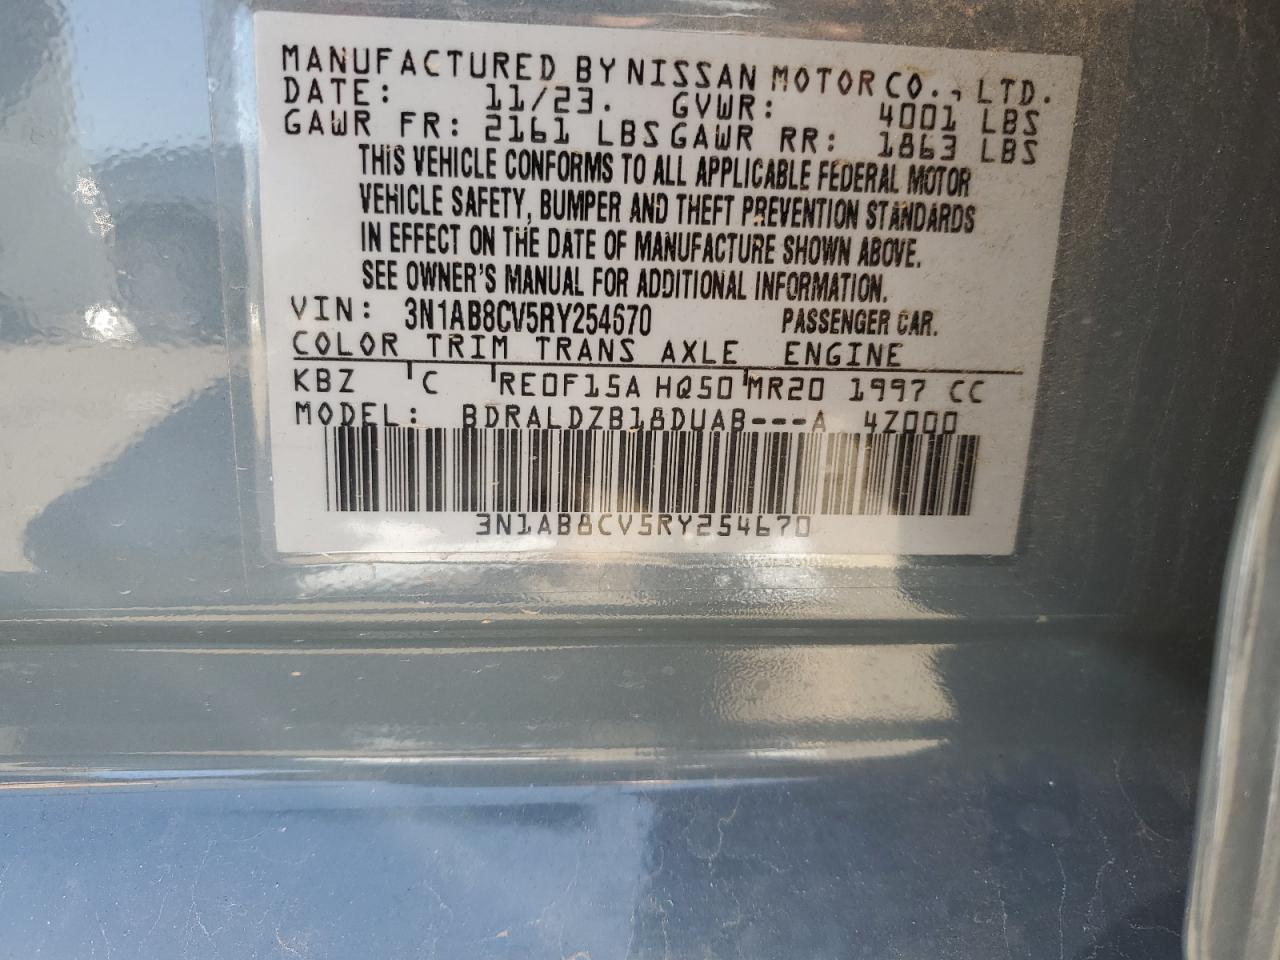 MANUFACTURED BY NISSAN MOTOR CO., LTD.
DATE: 11/23. GVWR: 4001 LBS
GAWR FR: 2161 LBS GAWR RR: 1863 LBS
THIS VEHICLE CONFORMS TO ALL APPLICABLE FEDERAL MOTOR
VEHICLE SAFETY, BUMPER AND THEFT PREVENTION STANDARDS
IN EFFECT ON THE DATE OF MANUFACTURE SHOWN ABOVE.
SEE OWNER'S MANUAL FOR ADDITIONAL INFORMATION.
VIN: 3N1AB8CV5RY254670 PASSENGER CAR.
COLOR TRIM TRANS AXLE ENGINE
KBZ C RE0F15A HQ50 MR20 1997 CC
MODEL: BDRALDZB18DUAB---A 4Z000
3N1AB8CV5RY254670